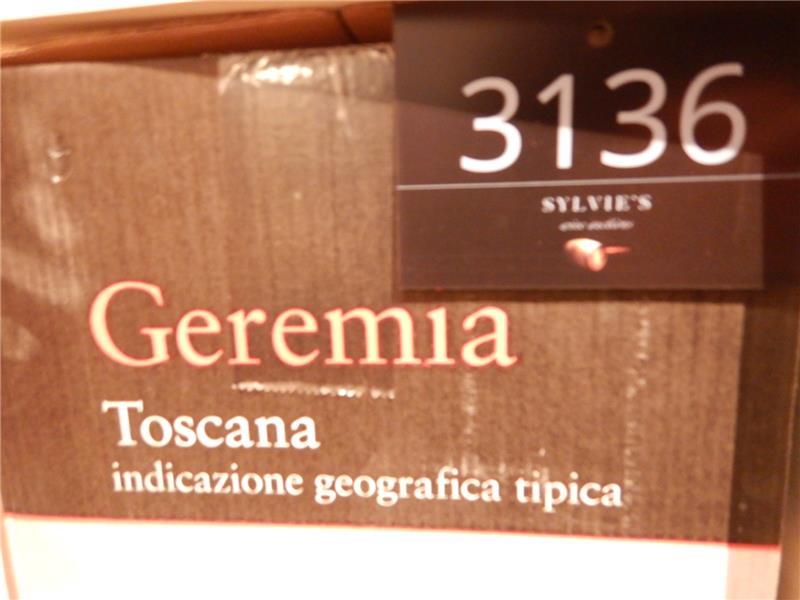 3136
SYLVIE'S
Geremia
Toscana
indicazione geografica tipica